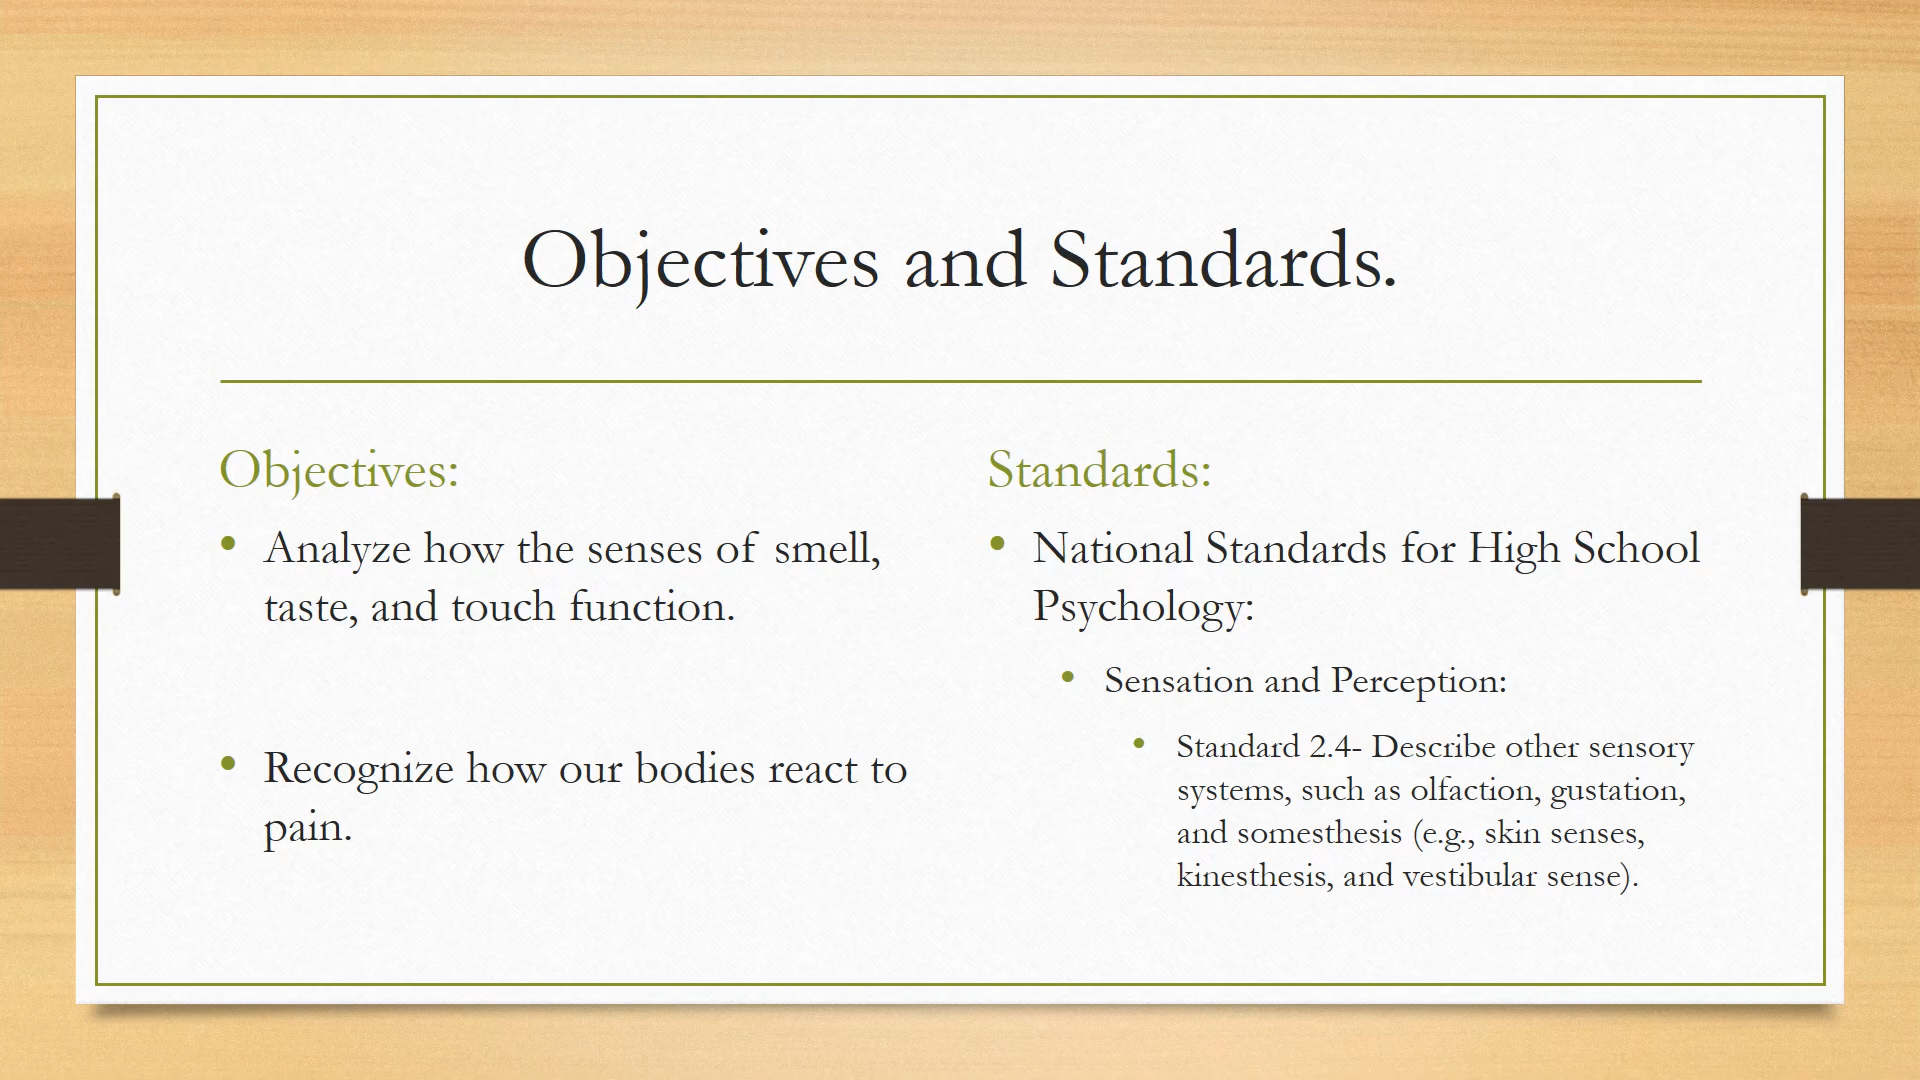 Objectives and Standards.
Objectives:
• Analyze how the senses of smell,
taste, and touch function.
• Recognize how our bodies react to
pain.
Standards:
• National Standards for High School
Psychology:
• Sensation and Perception:
• Standard 2.4- Describe other sensory
systems, such as olfaction, gustation,
and somesthesis (e.g., skin senses,
kinesthesis, and vestibular sense).